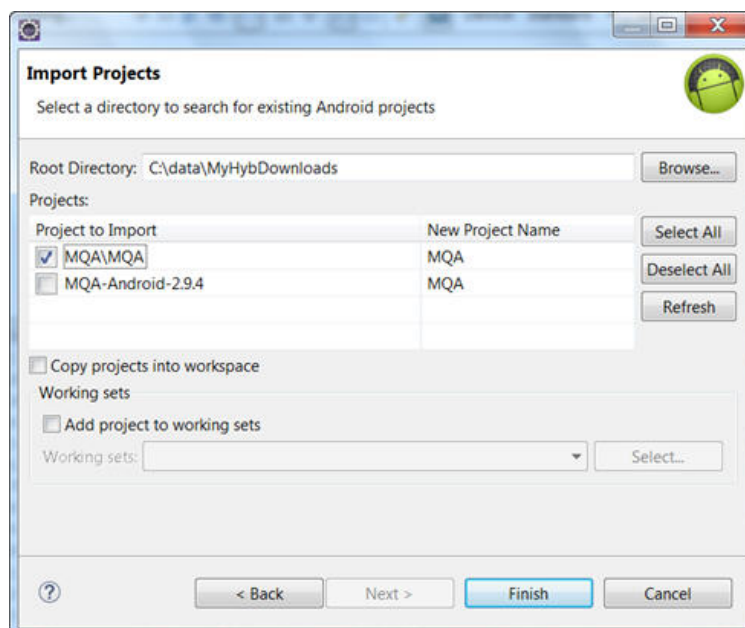 Import Projects
Select a directory to search for existing Android projects
Root Directory: C:\data\MyHybDownloads Browse...
Projects:
Project to Import New Project Name Select All
MQA\MQA MQA
Deselect All
MQA-Android-2.9.4 MQA
Refresh
Copy projects into workspace
Working sets
Add project to working sets
Working sets: Select...
? < Back Next > Finish Cancel